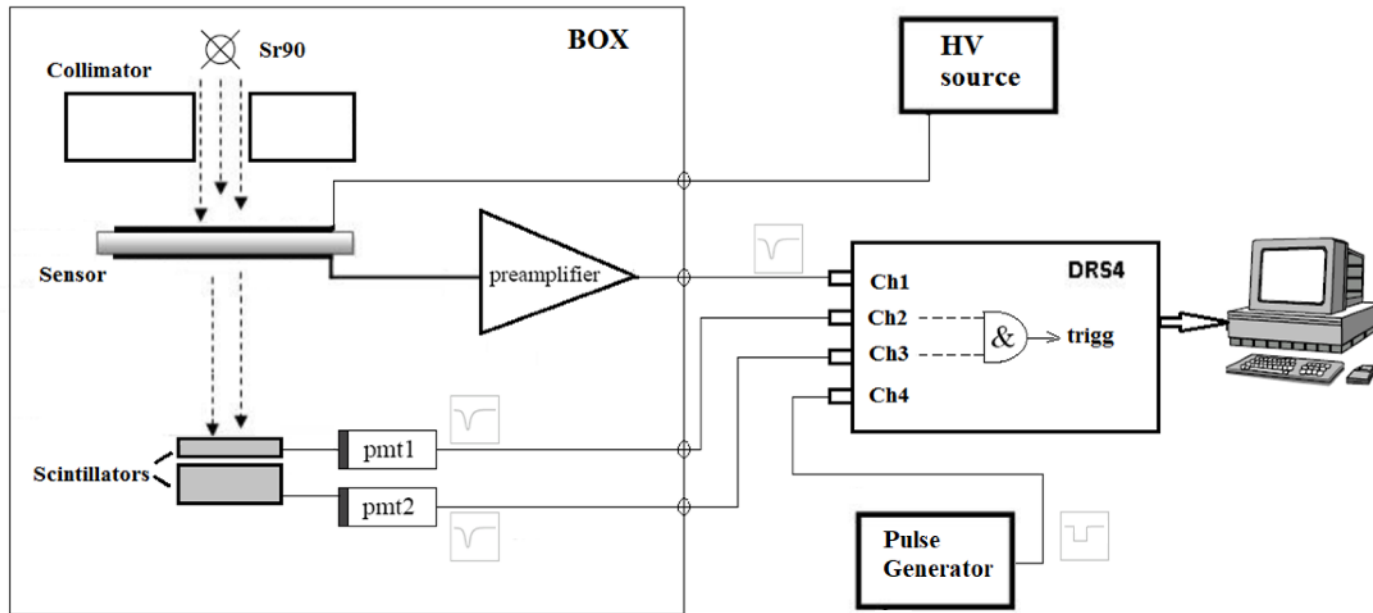 Sr90
BOX
Collimator
HV
source
Sensor
preamplifier
DRS4
Ch1
Ch2
Ch3
Ch4
&
trigg
Scintillators
pmt1
pmt2
Pulse
Generator